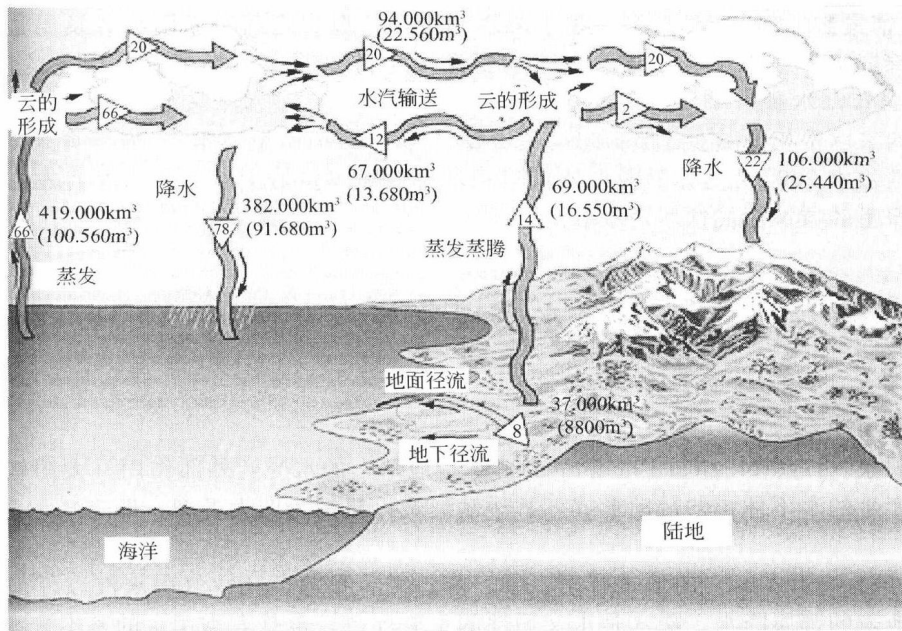 94.000km³
(22.560m³)
20
20
20
云的
形成
水汽输送
云的形成
66
12
2
67.000km³
(13.680m³)
降水
69.000km³
(16.550m³)
降水
22
106.000km³
(25.440m³)
66
419.000km³
(100.560m³)
蒸发
78
382.000km³
(91.680m³)
14
蒸发蒸腾
地面径流
37.000km³
(8800m³)
8
地下径流
海洋
陆地